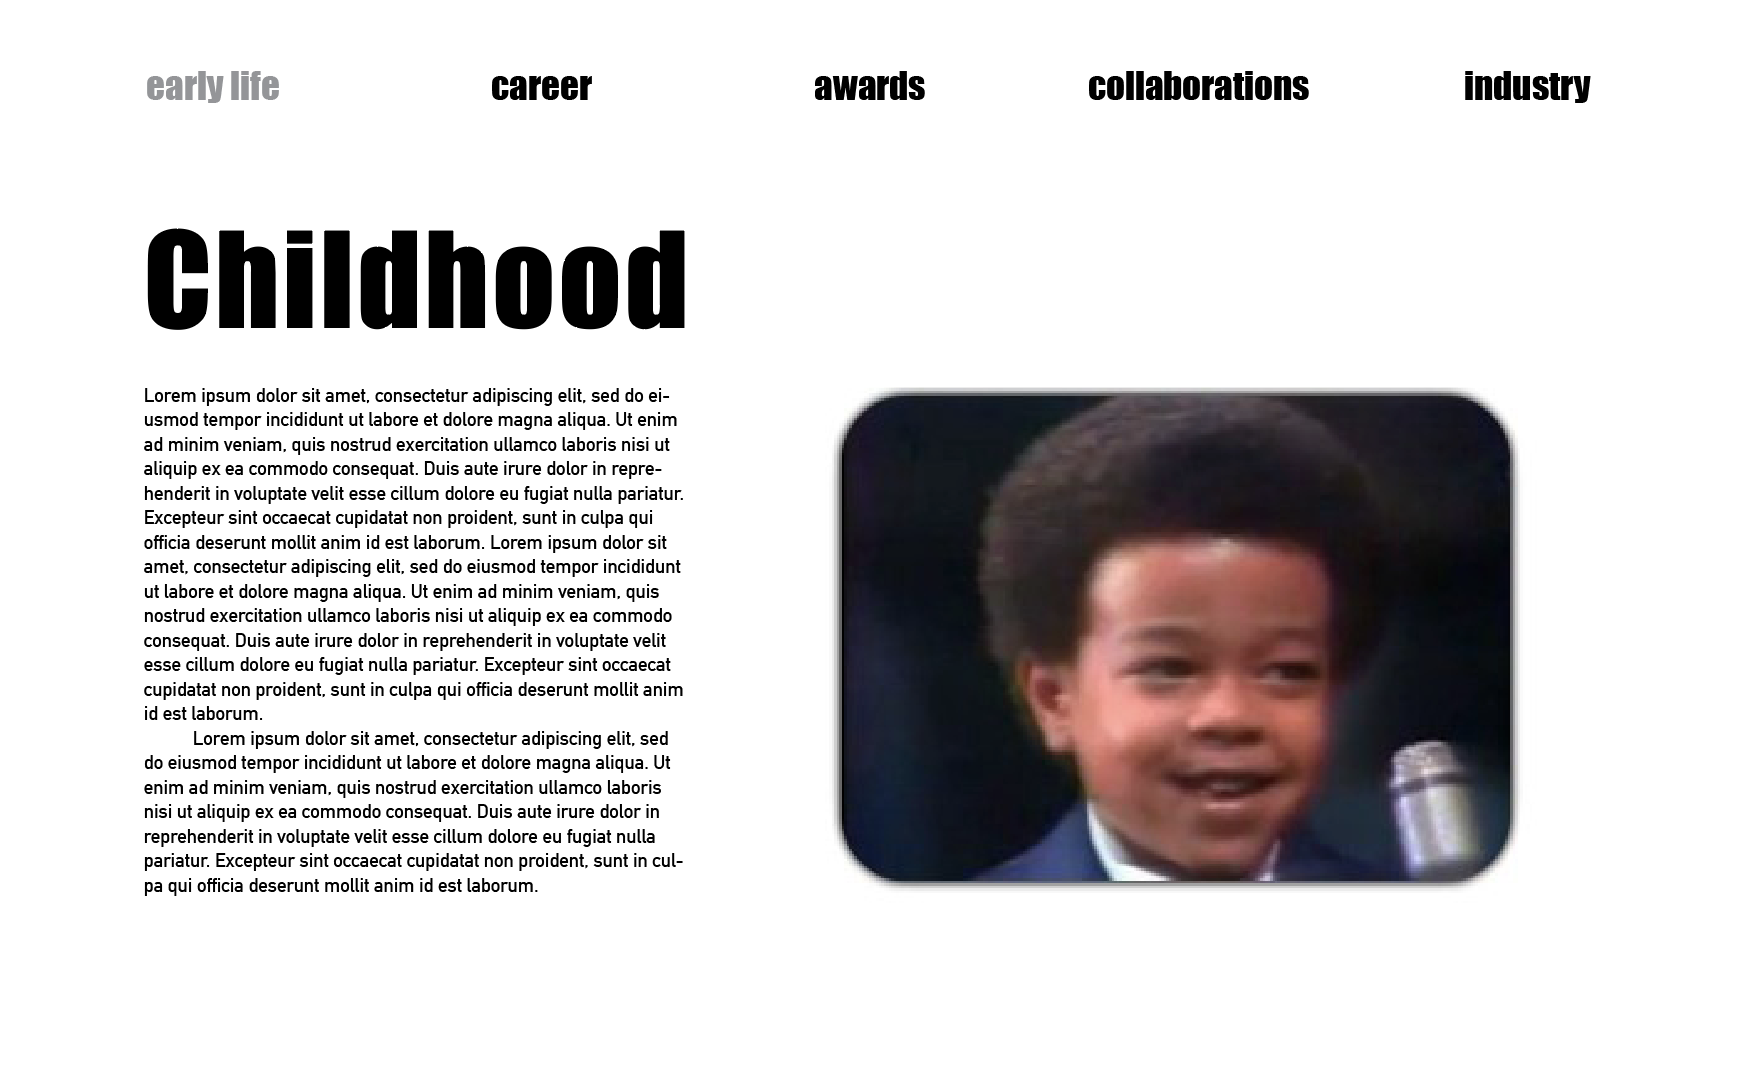 early life career awards collaborations industry
Childhood
Lorem ipsum dolor sit amet, consectetur adipiscing elit, sed do ei-
usmod tempor incididunt ut labore et dolore magna aliqua. Ut enim
ad minim veniam, quis nostrud exercitation ullamco laboris nisi ut
aliquip ex ea commodo consequat. Duis aute irure dolor in repre-
henderit in voluptate velit esse cillum dolore eu fugiat nulla pariatur.
Excepteur sint occaecat cupidatat non proident, sunt in culpa qui
officia deserunt mollit anim id est laborum. Lorem ipsum dolor sit
amet, consectetur adipiscing elit, sed do eiusmod tempor incididunt
ut labore et dolore magna aliqua. Ut enim ad minim veniam, quis
nostrud exercitation ullamco laboris nisi ut aliquip ex ea commodo
consequat. Duis aute irure dolor in reprehenderit in voluptate velit
esse cillum dolore eu fugiat nulla pariatur. Excepteur sint occaecat
cupidatat non proident, sunt in culpa qui officia deserunt mollit anim
id est laborum.
Lorem ipsum dolor sit amet, consectetur adipiscing elit, sed
do eiusmod tempor incididunt ut labore et dolore magna aliqua. Ut
enim ad minim veniam, quis nostrud exercitation ullamco laboris
nisi ut aliquip ex ea commodo consequat. Duis aute irure dolor in
reprehenderit in voluptate velit esse cillum dolore eu fugiat nulla
pariatur. Excepteur sint occaecat cupidatat non proident, sunt in cul-
pa qui officia deserunt mollit anim id est laborum.